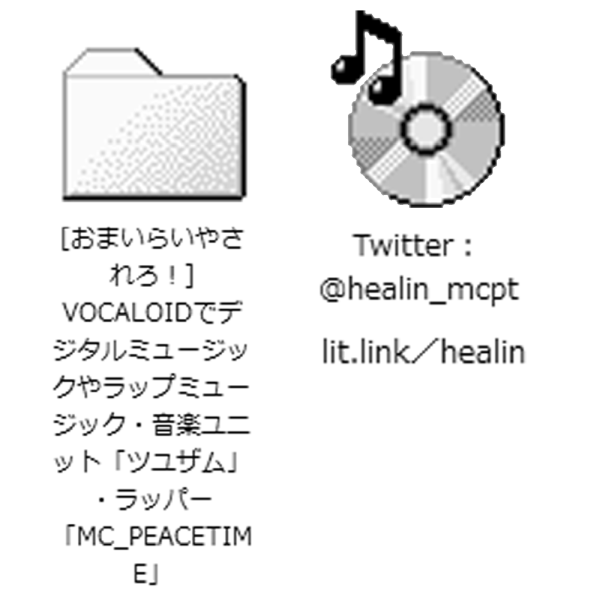 [おまいらいやさ
れろ！]
VOCALOIDでデ
ジタルミュージッ
クやラップミュー
ジック・音楽ユニ
ット「ツユザム」
・ラッパー
「MC_PEACETIM
E」
Twitter：
@healin_mcpt
lit.link／healin